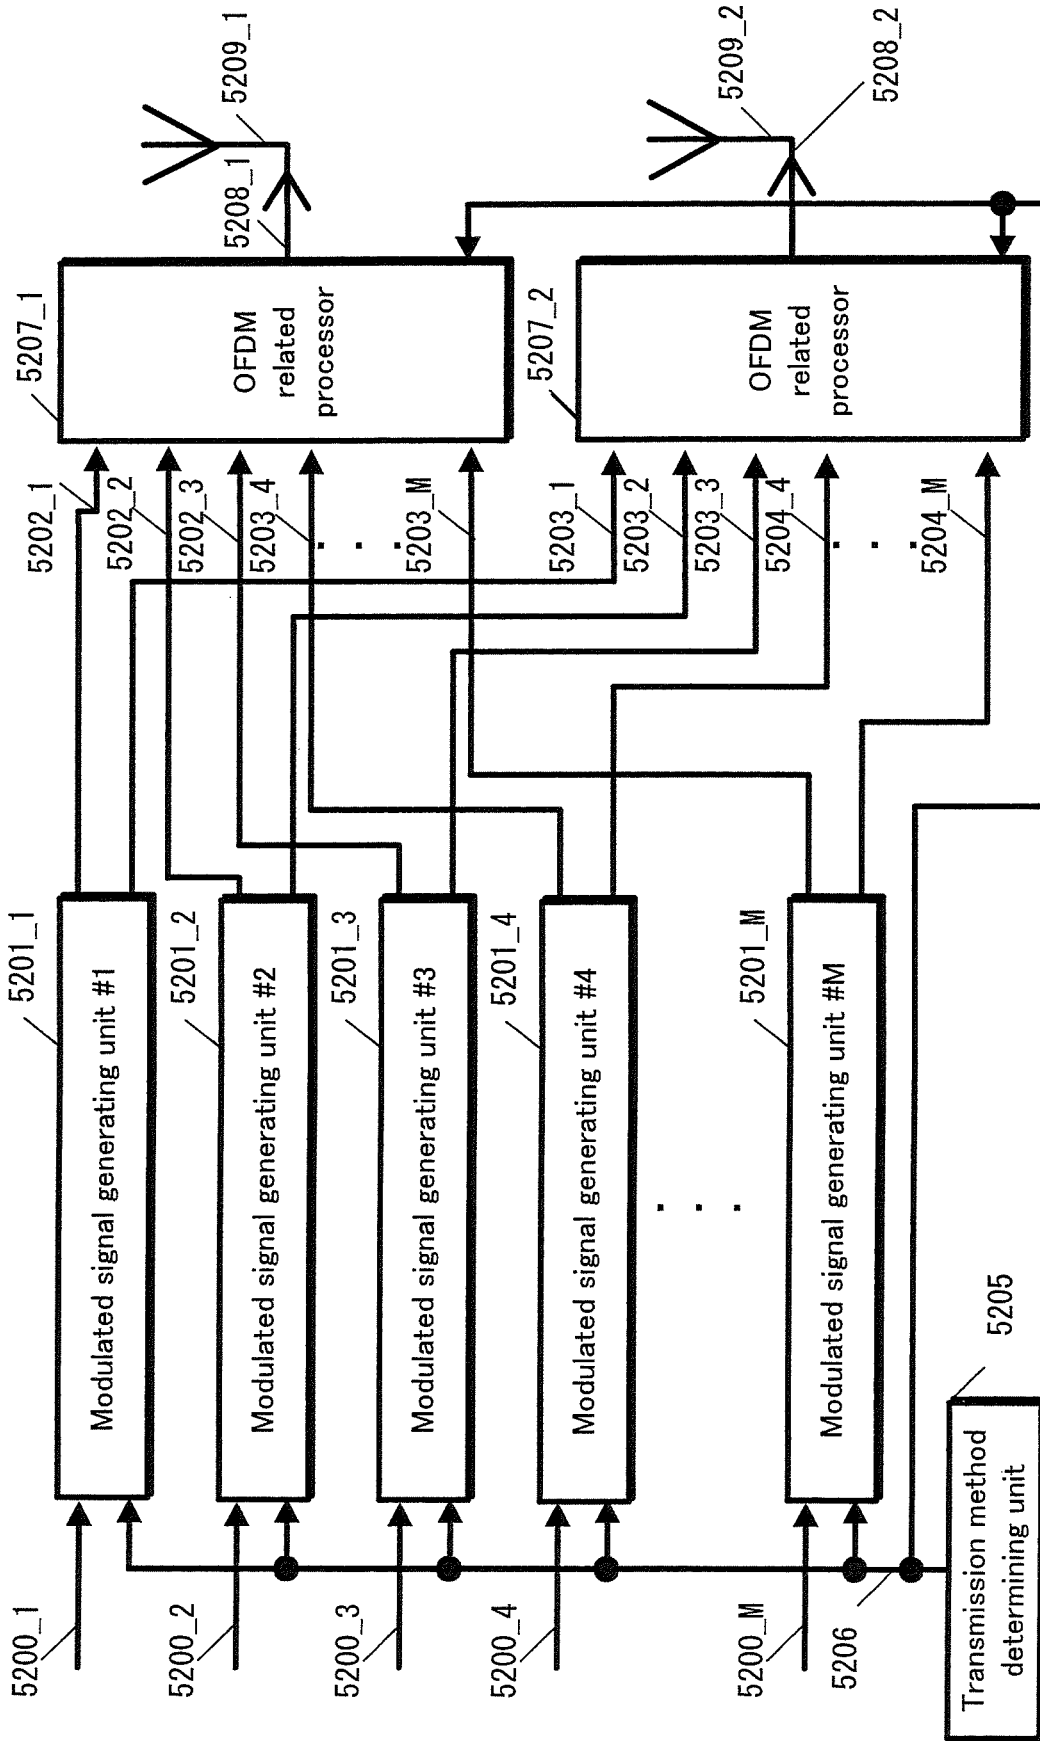 5200_1
5200_2
5200_3
5200_4
5200_M
5206
Transmission method
determining unit
5205
5201_1
Modulated signal generating unit #1
5201_2
Modulated signal generating unit #2
5201_3
Modulated signal generating unit #3
5201_4
Modulated signal generating unit #4
. . .
5201_M
Modulated signal generating unit #M
5202_1
5202_2
5202_3
5203_4
. . .
5203_M
5203_1
5203_2
5203_3
5204_4
. . .
5204_M
5207_1
OFDM
related
processor
5207_2
OFDM
related
processor
5208_1
5209_1
5209_2
5208_2